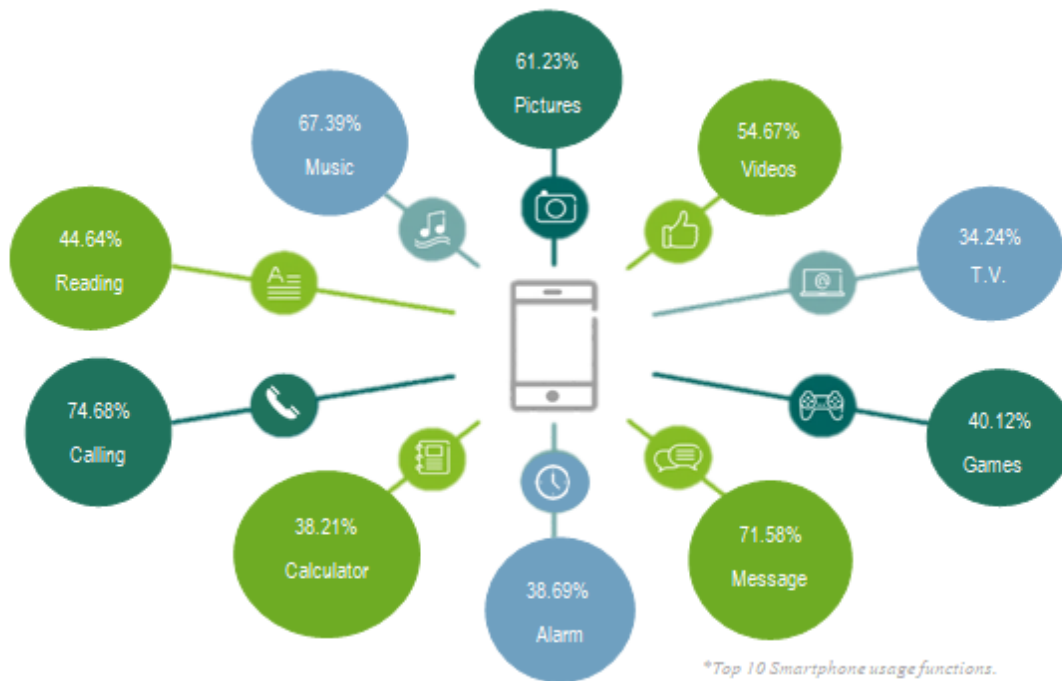 61.23%
Pictures
67.39%
Music
54.67%
Videos
44.64%
Reading
34.24%
T.V.
74.68%
Calling
40.12%
Games
38.21%
Calculator
71.58%
Message
38.69%
Alarm
*Top 10 Smartphone usage functions.